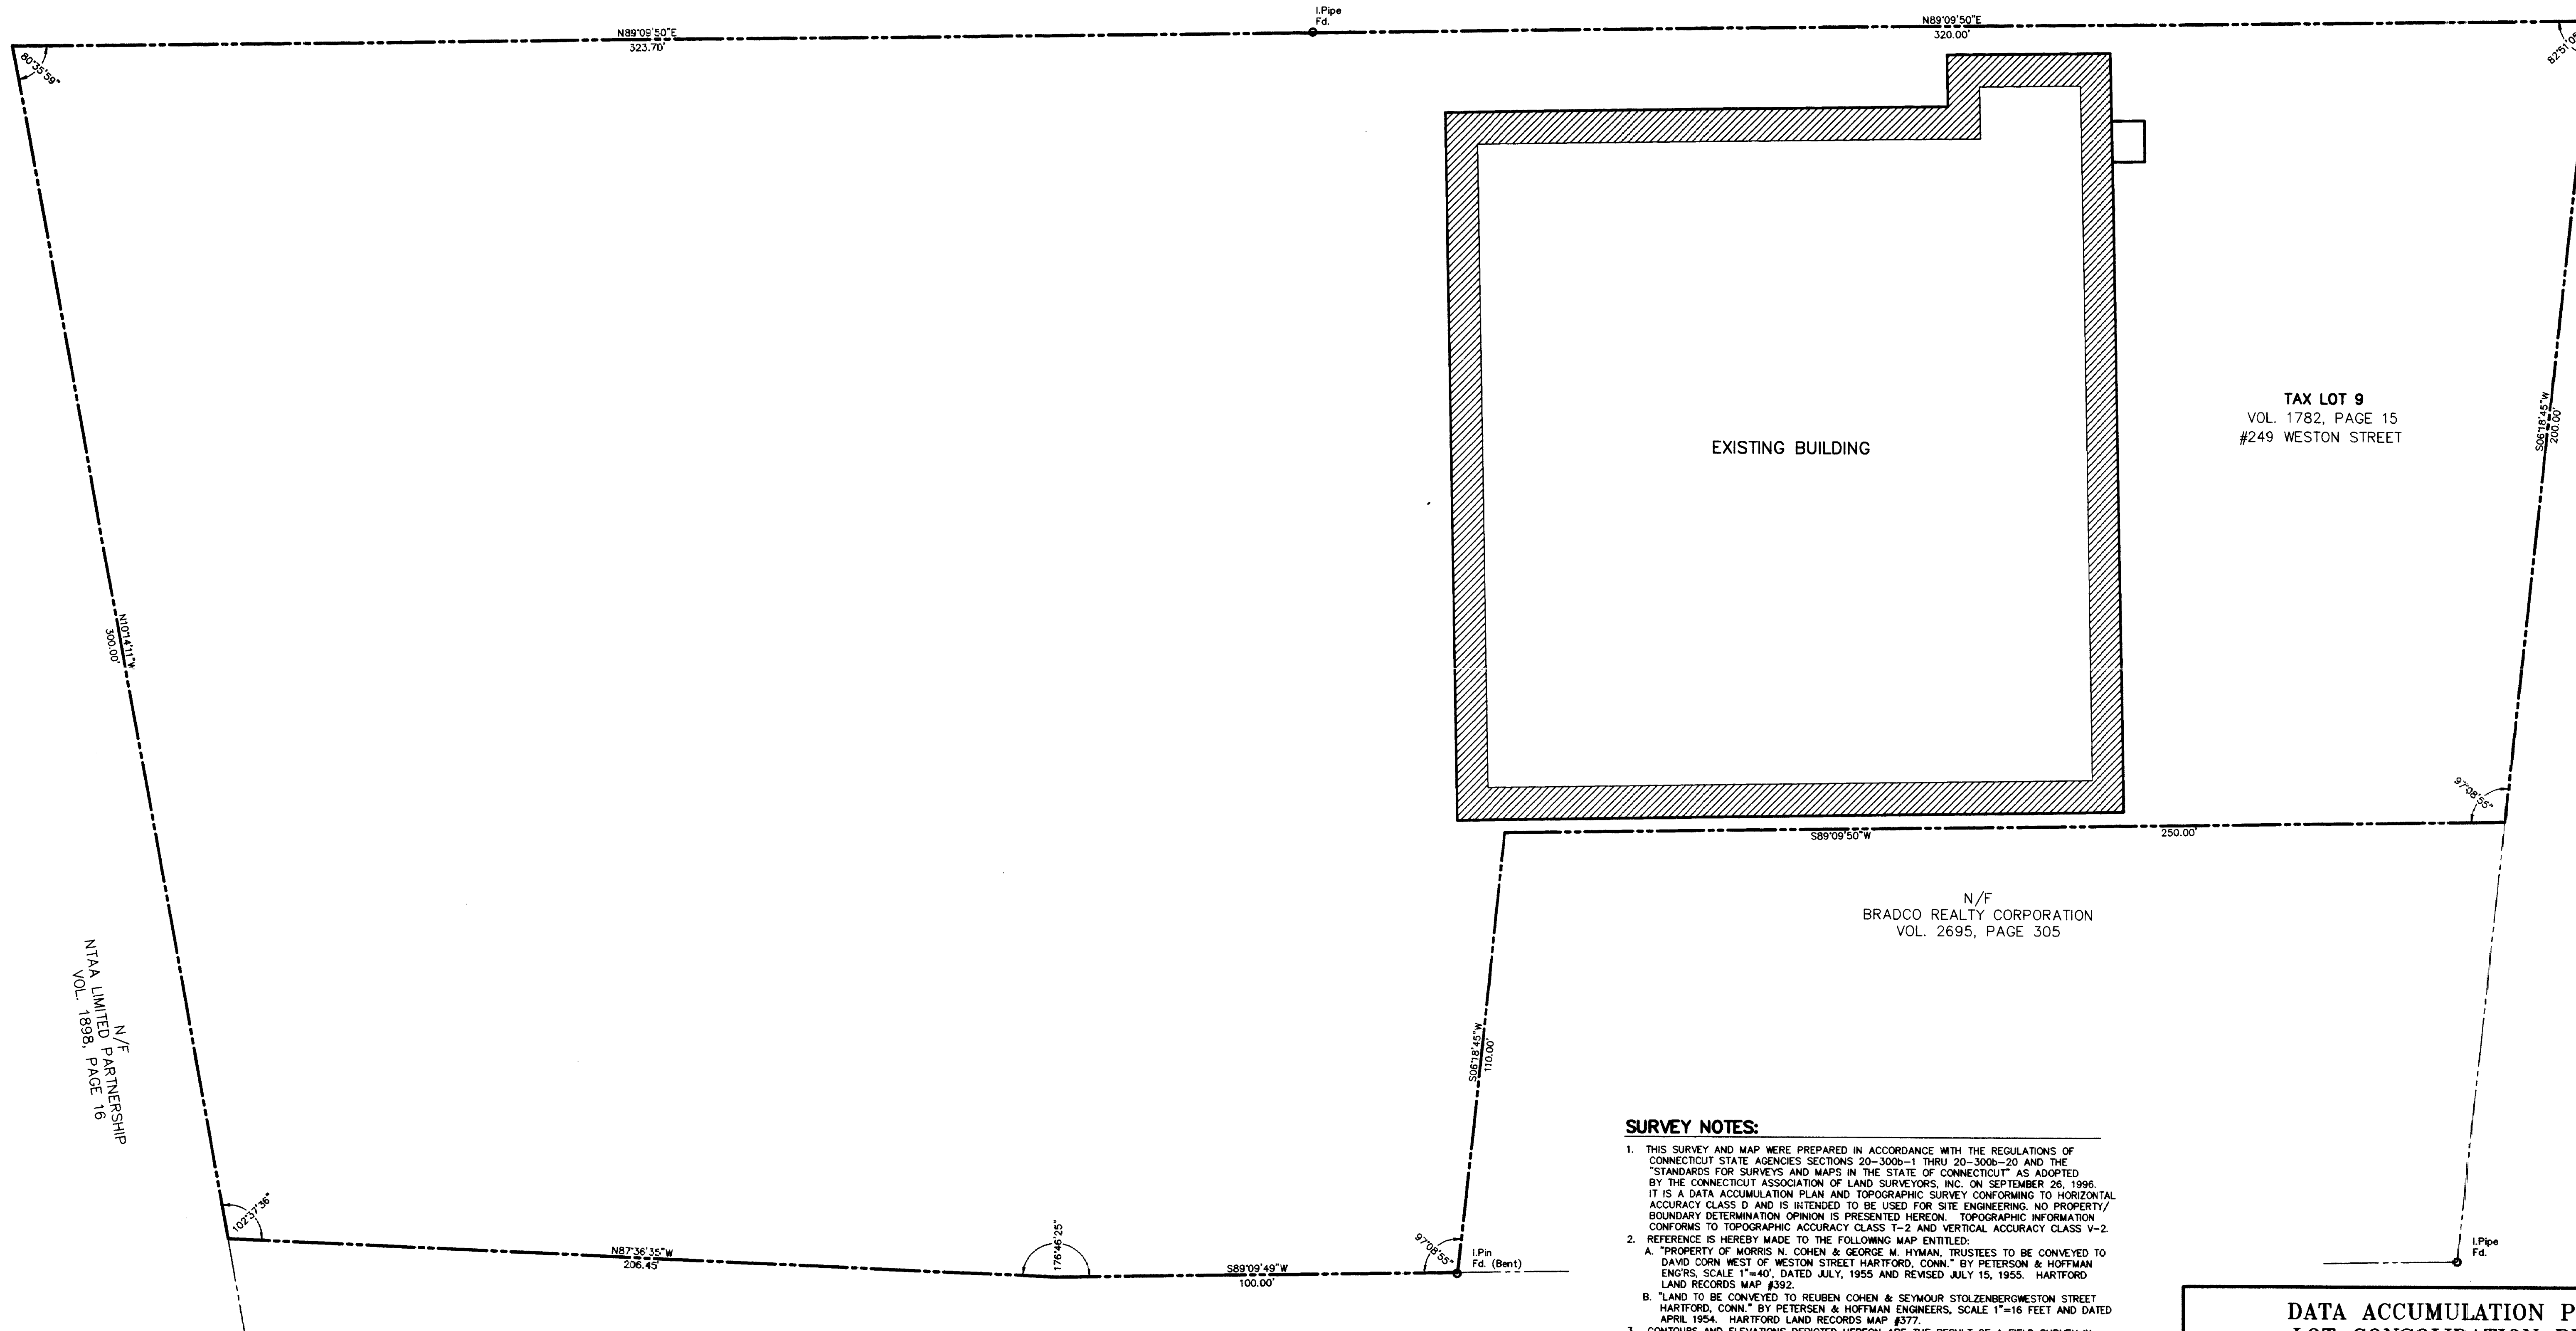 I.Pipe
Fd.
N89°09'50"E
323.70'
N89°09'50"E
320.00'
80°35'59"
TAX LOT 9
VOL. 1782, PAGE 15
#249 WESTON STREET
S06°18'45"W
200.00'
EXISTING BUILDING
N10°14'11"W
300.00'
97°08'55"
S89°09'50"W
250.00'
N/F
BRADCO REALTY CORPORATION
VOL. 2695, PAGE 305
N/F
NTAA LIMITED PARTNERSHIP
VOL. 1898, PAGE 16
S06°18'45"W
110.00'
102°37'36"
N87°36'35"W
206.45'
176°46'25"
S89°09'49"W
100.00'
97°08'55"
I.Pin
Fd. (Bent)
I.Pipe
Fd.
SURVEY NOTES:
1. THIS SURVEY AND MAP WERE PREPARED IN ACCORDANCE WITH THE REGULATIONS OF
CONNECTICUT STATE AGENCIES SECTIONS 20-300b-1 THRU 20-300b-20 AND THE
"STANDARDS FOR SURVEYS AND MAPS IN THE STATE OF CONNECTICUT" AS ADOPTED
BY THE CONNECTICUT ASSOCIATION OF LAND SURVEYORS, INC. ON SEPTEMBER 26, 1996.
IT IS A DATA ACCUMULATION PLAN AND TOPOGRAPHIC SURVEY CONFORMING TO HORIZONTAL
ACCURACY CLASS D AND IS INTENDED TO BE USED FOR SITE ENGINEERING. NO PROPERTY/
BOUNDARY DETERMINATION OPINION IS PRESENTED HEREON. TOPOGRAPHIC INFORMATION
CONFORMS TO TOPOGRAPHIC ACCURACY CLASS T-2 AND VERTICAL ACCURACY CLASS V-2.
2. REFERENCE IS HEREBY MADE TO THE FOLLOWING MAP ENTITLED:
A. "PROPERTY OF MORRIS N. COHEN & GEORGE M. HYMAN, TRUSTEES TO BE CONVEYED TO
DAVID CORN WEST OF WESTON STREET HARTFORD, CONN." BY PETERSON & HOFFMAN
ENG'RS, SCALE 1"=40', DATED JULY, 1955 AND REVISED JULY 15, 1955. HARTFORD
LAND RECORDS MAP #392.
B. "LAND TO BE CONVEYED TO REUBEN COHEN & SEYMOUR STOLZENBERGWESTON STREET
HARTFORD, CONN." BY PETERSEN & HOFFMAN ENGINEERS, SCALE 1"=16 FEET AND DATED
APRIL 1954. HARTFORD LAND RECORDS MAP #377.
DATA ACCUMULATION P